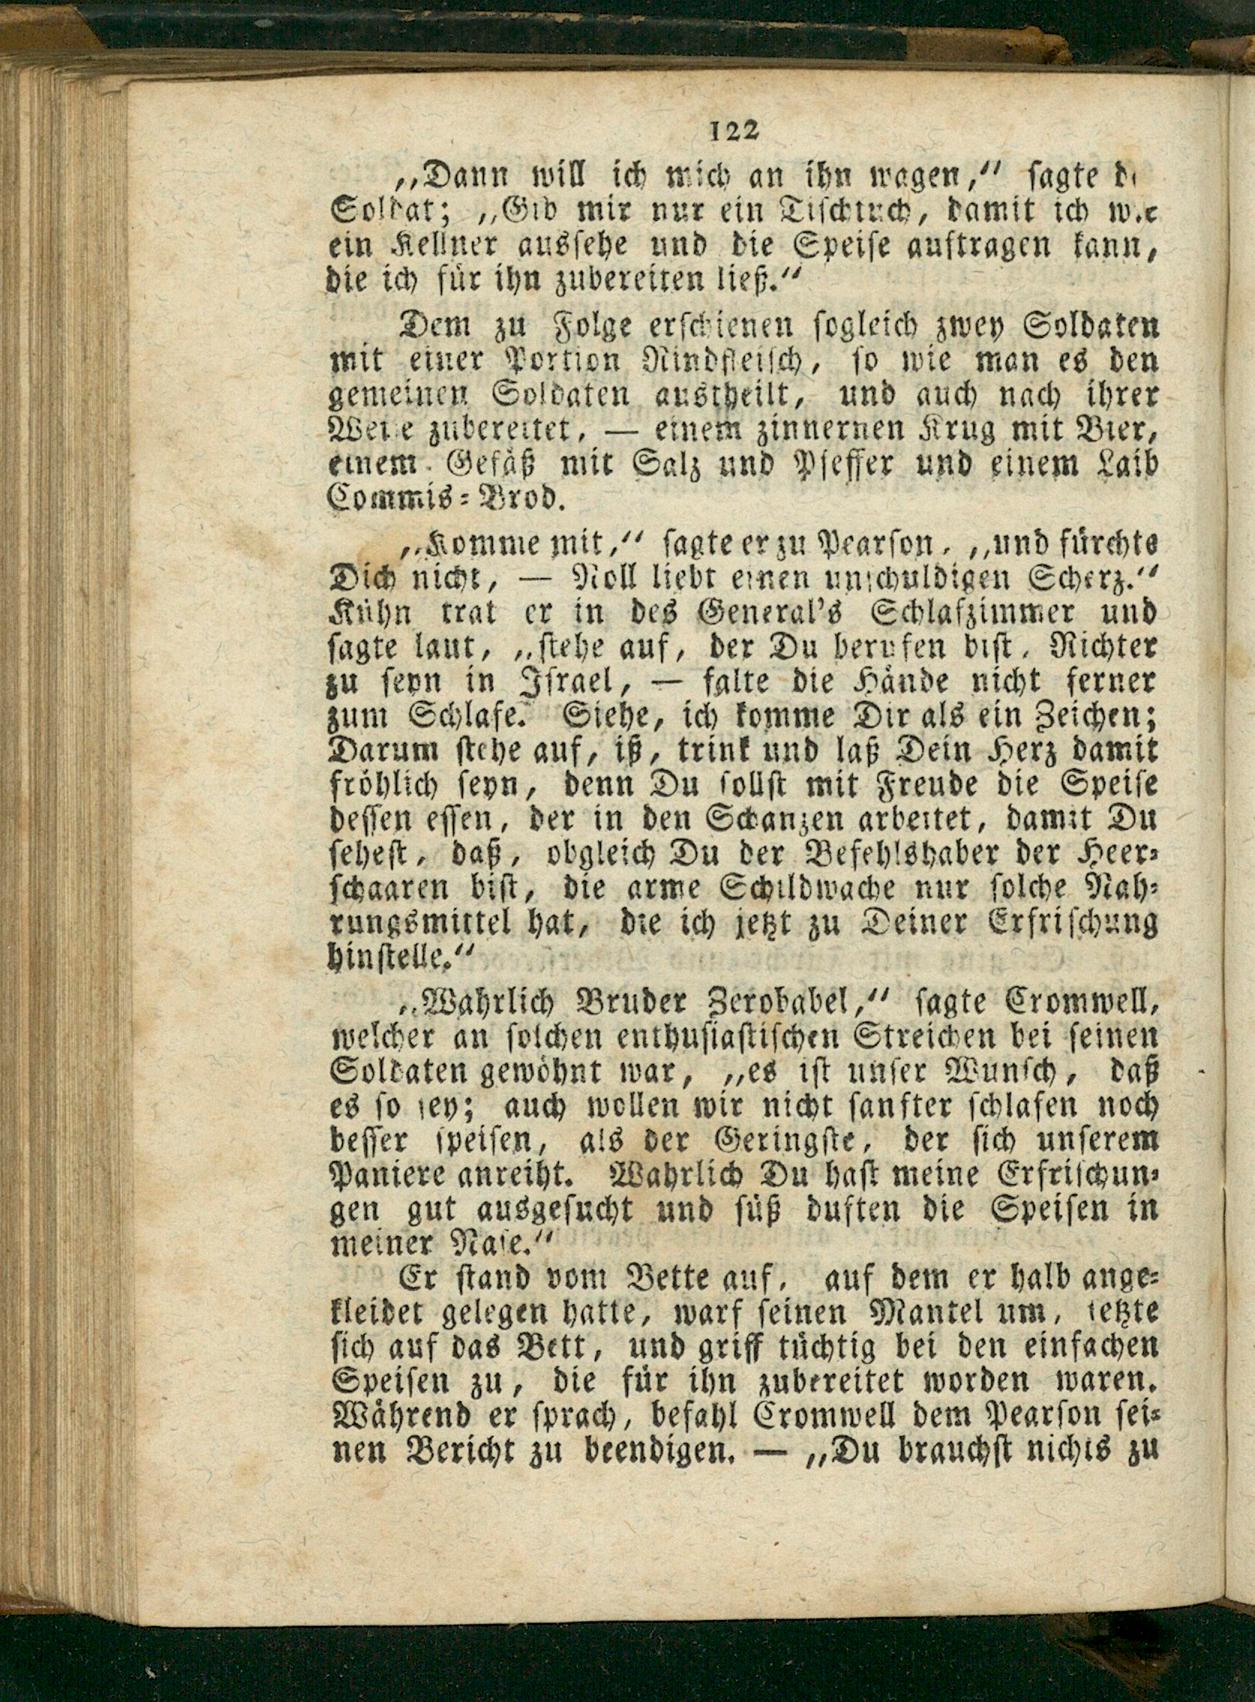 122
„Dann will ich mich an ihn wagen,“ sagte
Soldat; „Gib mir nur ein Tischtuch, damit ich wie
ein Kellner aussehe und die Speise auftragen kann,
die ich für ihn zubereiten ließ.“
Dem zu Folge erschienen sogleich zwey Soldaten
mit einer Portion Rindfleisch, so wie man es den
gemeinen Soldaten austheilt, und auch nach ihrer
Weise zubereitet, — einem zinnernen Krug mit Bier,
einem Gefäß mit Salz und Pfeffer und einem Laib
Commis-Brod.
„Komme mit,“ sagte er zu Pearson, „und fürchte
Dich nicht, — Noll liebt einen unschuldigen Scherz.“
Kühn trat er in des General's Schlafzimmer und
sagte laut, „stehe auf, der Du berufen bist, Richter
zu seyn in Israel, — falte die Hände nicht ferner
zum Schlafe. Siehe, ich komme Dir als ein Zeichen;
Darum stehe auf, iß, trink und laß Dein Herz damit
fröhlich seyn, denn Du sollst mit Freude die Speise
dessen essen, der in den Schanzen arbeitet, damit Du
sehest, daß, obgleich Du der Befehlshaber der Heer-
schaaren bist, die arme Schildwache nur solche Nah-
rungsmittel hat, die ich jetzt zu Deiner Erfrischung
hinstelle.“
„Wahrlich Bruder Zerobabel,“ sagte Cromwell,
welcher an solchen enthusiastischen Streichen bei seinen
Soldaten gewöhnt war, „es ist unser Wunsch, daß
es so sey; auch wollen wir nicht sanfter schlafen noch
besser speisen, als der Geringste, der sich unserem
Paniere anreiht. Wahrlich Du hast meine Erfrischun-
gen gut ausgesucht und süß duften die Speisen in
meiner Nase.“
Er stand vom Bette auf, auf dem er halb ange-
kleidet gelegen hatte, warf seinen Mantel um, setzte
sich auf das Bett, und griff tüchtig bei den einfachen
Speisen zu, die für ihn zubereitet worden waren.
Während er sprach, befahl Cromwell dem Pearson sei-
nen Bericht zu beendigen. — „Du brauchst nichts zu